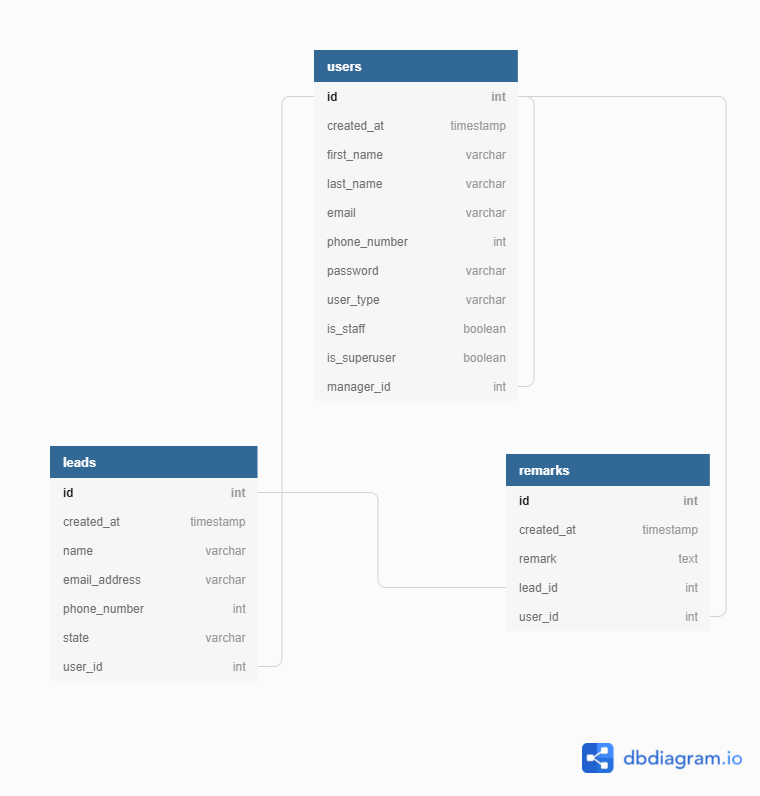 users
id int
created_at timestamp
first_name varchar
last_name varchar
email varchar
phone_number int
password varchar
user_type varchar
is_staff boolean
is_superuser boolean
manager_id int
leads
id int
created_at timestamp
name varchar
email_address varchar
phone_number int
state varchar
user_id int
remarks
id int
created_at timestamp
remark text
lead_id int
user_id int
dbdiagram.io